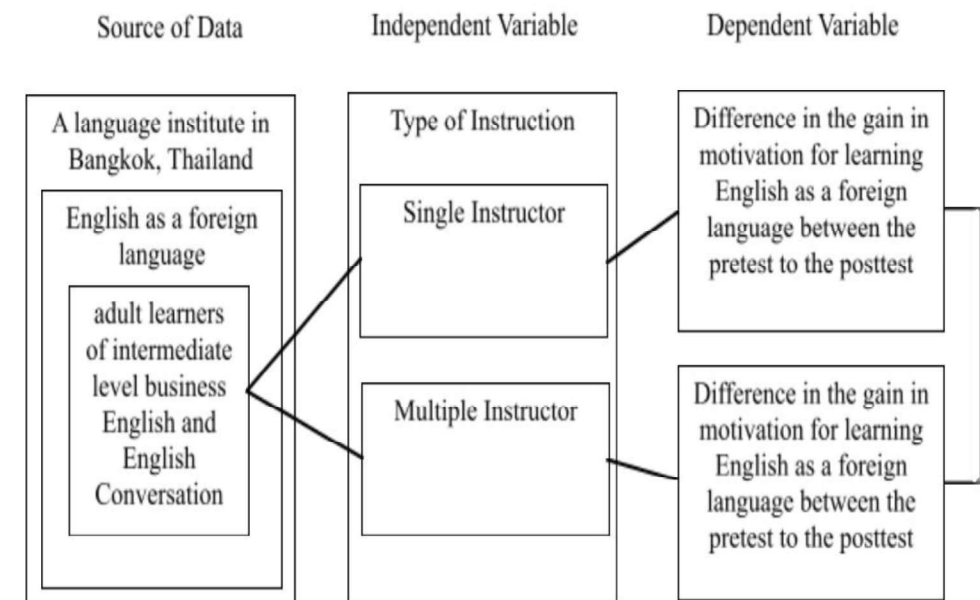 Source of Data
Independent Variable
Dependent Variable
A language institute in
Bangkok, Thailand
English as a foreign
language
adult learners
of intermediate
level business
English and
English
Conversation
Type of Instruction
Single Instructor
Multiple Instructor
Difference in the gain in
motivation for learning
English as a foreign
language between the
pretest to the posttest
Difference in the gain in
motivation for learning
English as a foreign
language between the
pretest to the posttest